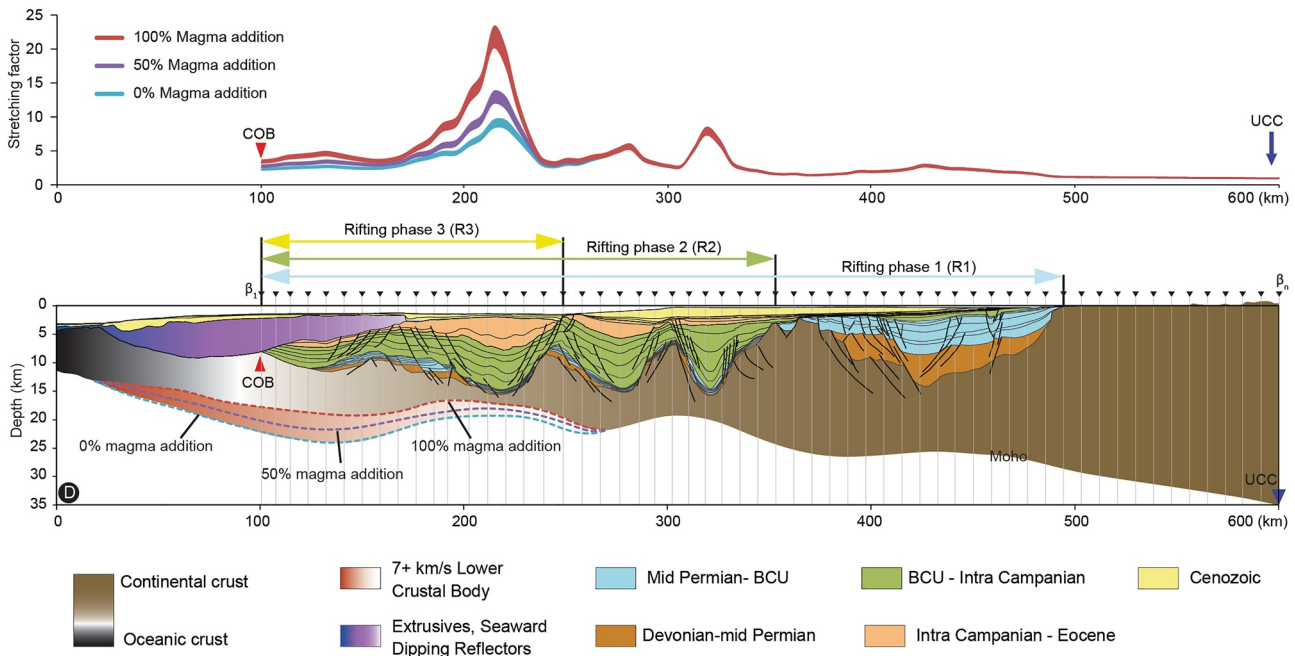 25
20
15
10
5
0
Stretching factor
100% Magma addition
50% Magma addition
0% Magma addition
COB
UCC
0
100
200
300
400
500
600 (km)
Rifting phase 3 (R3)
Rifting phase 2 (R2)
Rifting phase 1 (R1)
β1
βn
0
5
10
15
20
25
30
35
Depth (km)
COB
0% magma addition
50% magma addition
100% magma addition
Moho
UCC
D
0
100
200
300
400
500
600 (km)
Continental crust
Oceanic crust
7+ km/s Lower
Crustal Body
Extrusives, Seaward
Dipping Reflectors
Mid Permian- BCU
Devonian-mid Permian
BCU - Intra Campanian
Intra Campanian - Eocene
Cenozoic